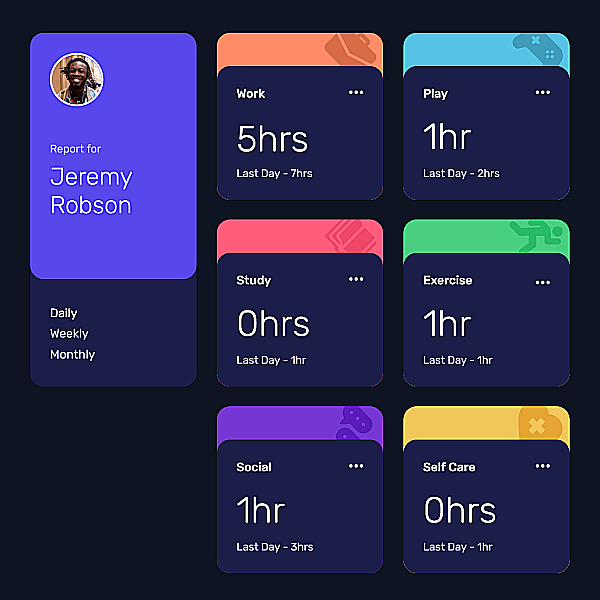 Report for
Jeremy
Robson
Daily
Weekly
Monthly
Work
5hrs
Last Day - 7hrs
Play
1hr
Last Day - 2hrs
Study
0hrs
Last Day - 1hr
Exercise
1hr
Last Day - 1hr
Social
1hr
Last Day - 3hrs
Self Care
0hrs
Last Day - 1hr